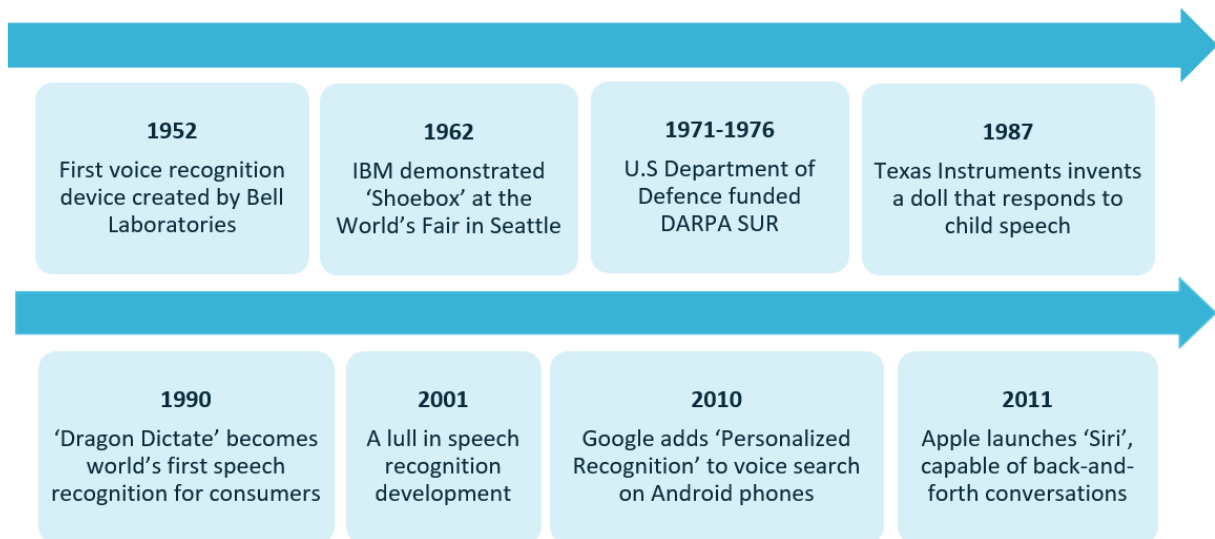 1952
First voice recognition
device created by Bell
Laboratories
1962
IBM demonstrated
‘Shoebox’ at the
World’s Fair in Seattle
1971-1976
U.S Department of
Defence funded
DARPA SUR
1987
Texas Instruments invents
a doll that responds to
child speech
1990
‘Dragon Dictate’ becomes
world’s first speech
recognition for consumers
2001
A lull in speech
recognition
development
2010
Google adds ‘Personalized
Recognition’ to voice search
on Android phones
2011
Apple launches ‘Siri’,
capable of back-and-
forth conversations